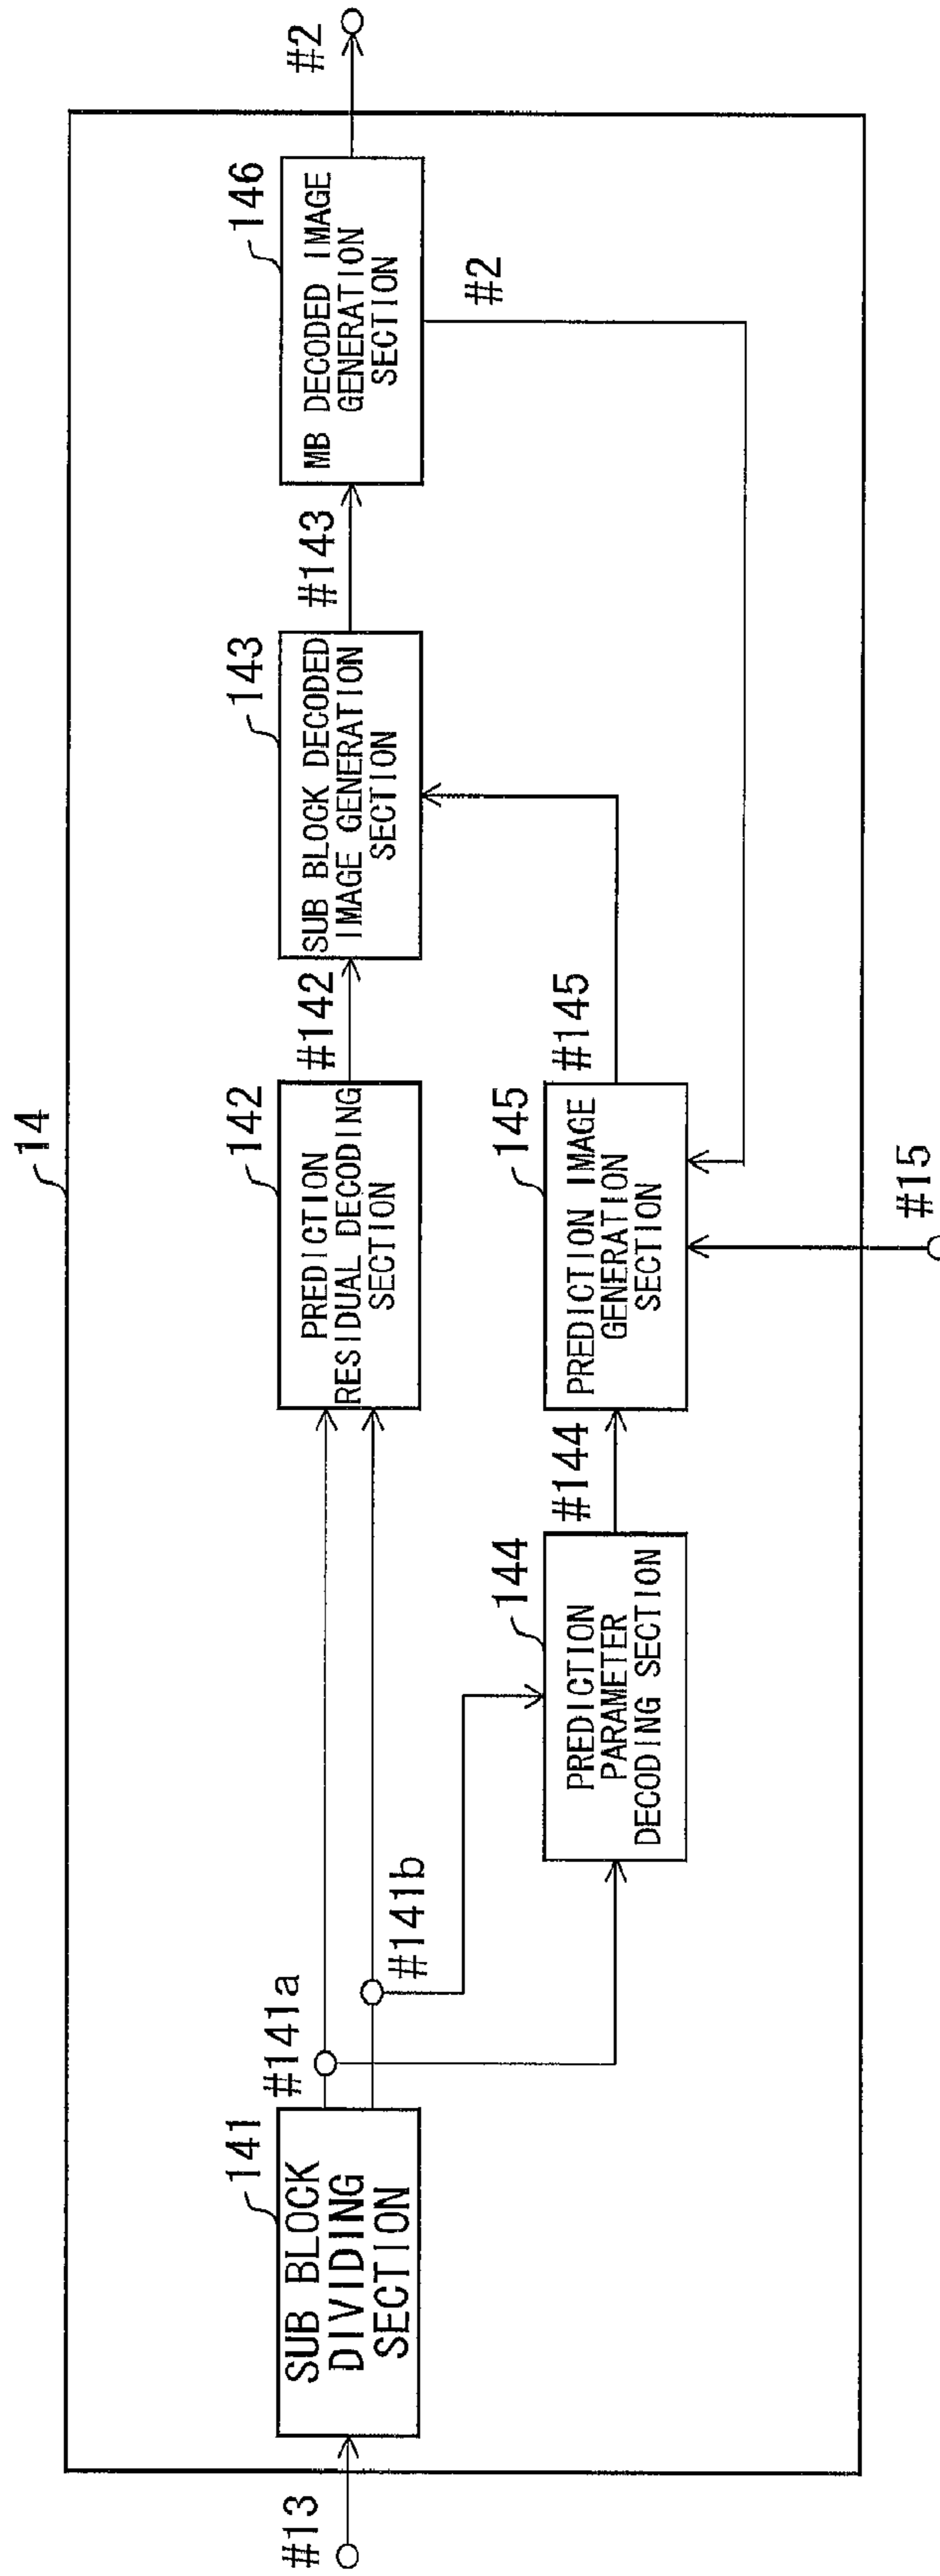 14
#13
141
SUB BLOCK
DIVIDING
SECTION
#141a
#141b
142
PREDICTION
RESIDUAL DECODING
SECTION
#142
143
SUB BLOCK DECODED
IMAGE GENERATION
SECTION
#143
146
MB DECODED IMAGE
GENERATION
SECTION
#2
#2
144
PREDICTION
PARAMETER
DECODING SECTION
#144
145
PREDICTION IMAGE
GENERATION
SECTION
#145
#15